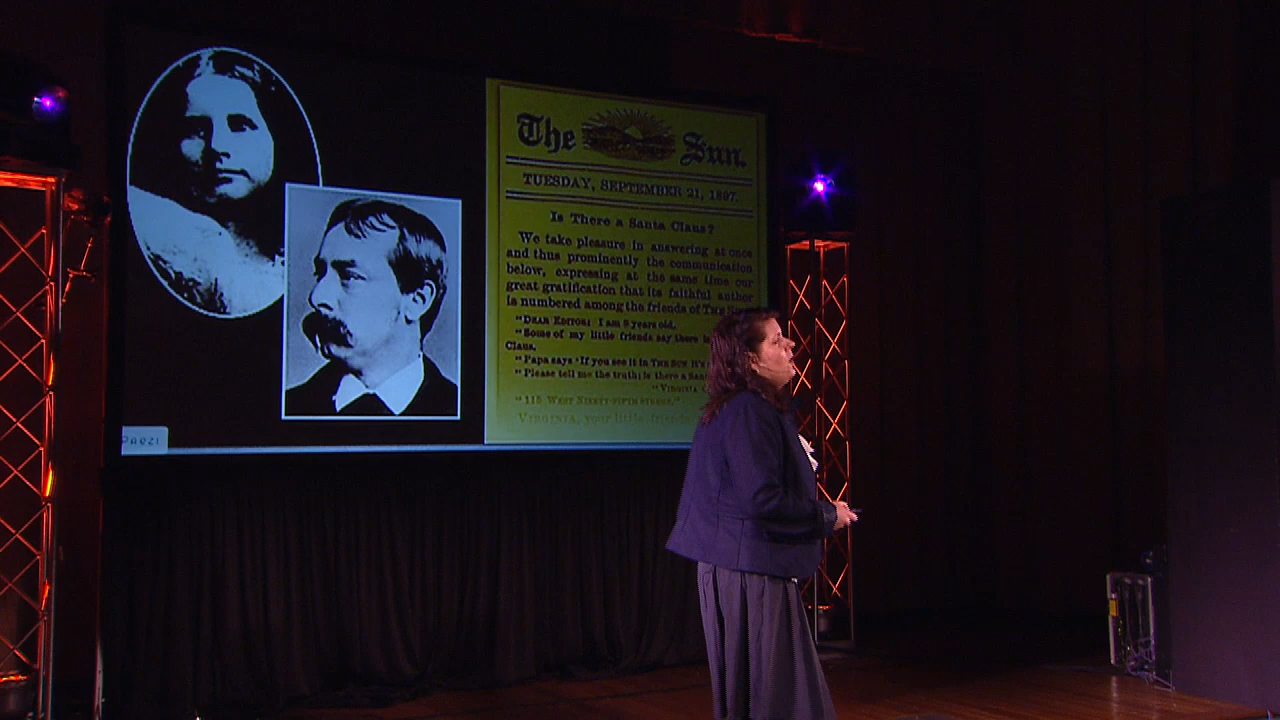 The Sun.
TUESDAY, SEPTEMBER 21, 1897.
Is There a Santa Claus?
We take pleasure in answering at once
and thus prominently the communication
below, expressing at the same time our
great gratification that its faithful author
is numbered among the friends of THE
"DEAR EDITOR: I am 8 years old.
"Some of my little friends say there
Claus.
"Papa says 'If you see it in THE SUN
"Please tell me the truth; is there a
"VIRGINIA
"115 WEST NINETY-FIFTH STREET."
VIRGINIA, your little